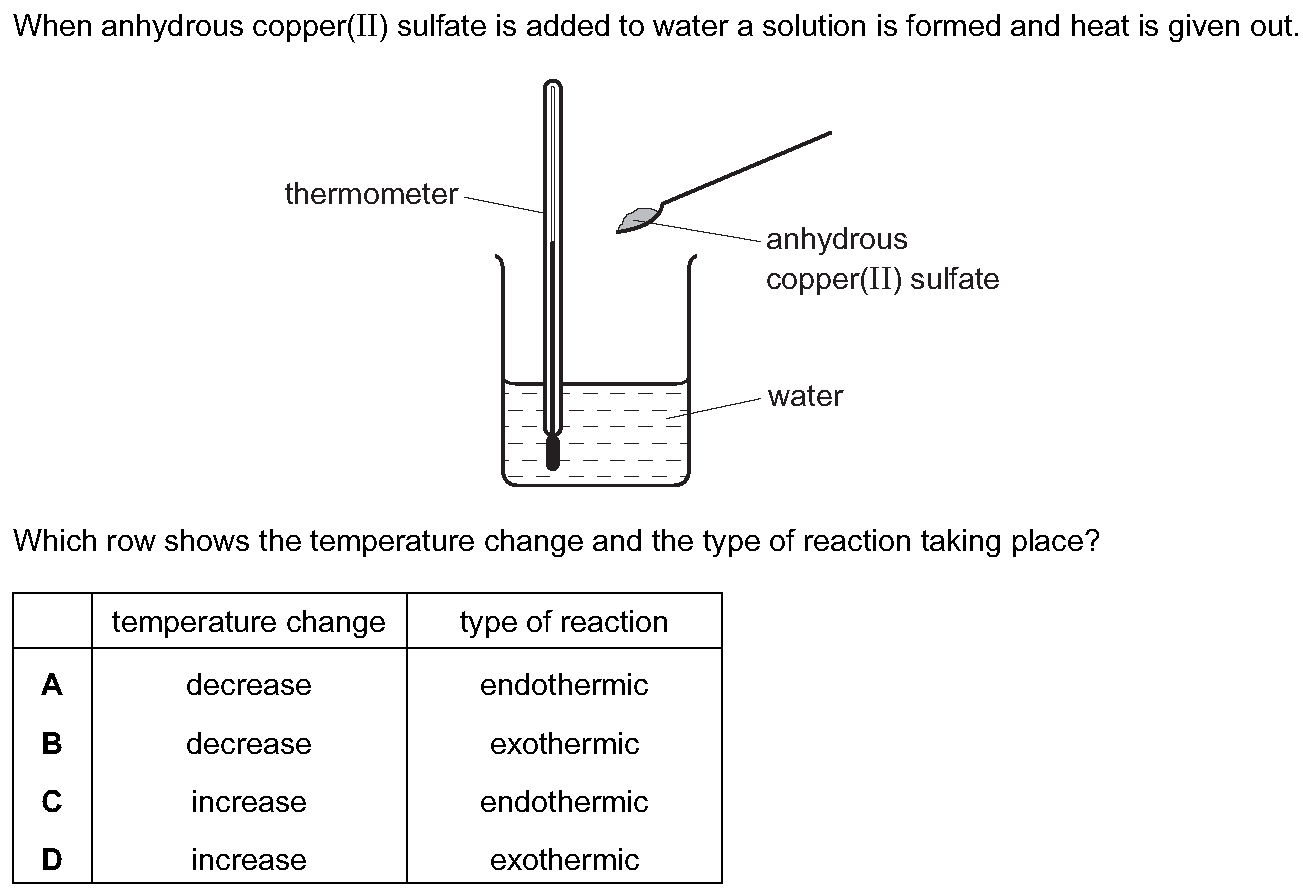 When anhydrous copper(II) sulfate is added to water a solution is formed and heat is given out.
thermometer
anhydrous
copper(II) sulfate
water
Which row shows the temperature change and the type of reaction taking place?
temperature change type of reaction
A decrease endothermic
B decrease exothermic
C increase endothermic
D increase exothermic